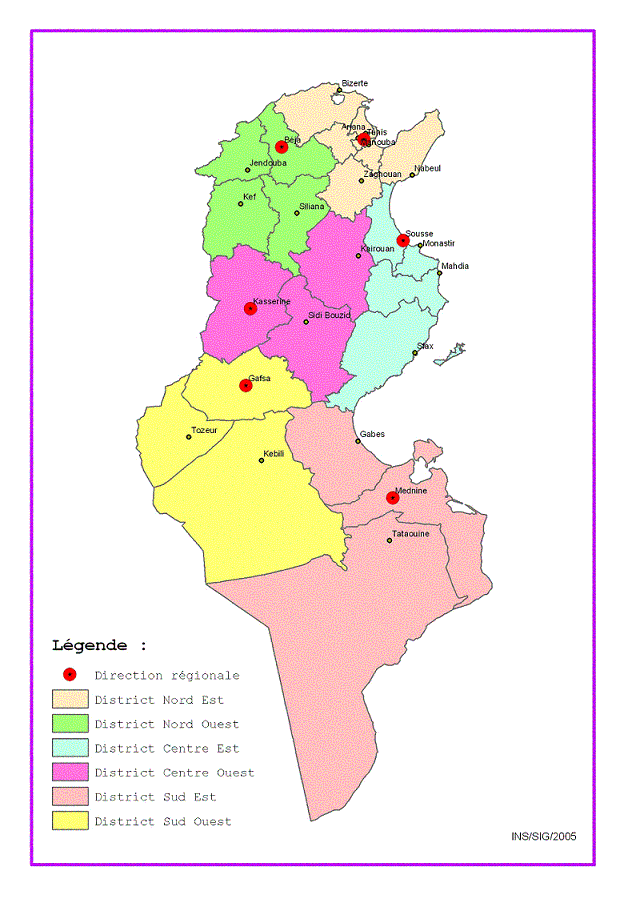 Bizerte
Ariana
Tunis
Manouba
Béja
Jendouba
Zaghouan
Nabeul
Kef
Siliana
Sousse
Monastir
Kairouan
Mahdia
Kasserine
Sidi Bouzid
Sfax
Gafsa
Tozeur
Gabes
Kebili
Mednine
Tataouine
Légende :
Direction régionale
District Nord Est
District Nord Ouest
District Centre Est
District Centre Ouest
District Sud Est
District Sud Ouest
INS/SIG/2005